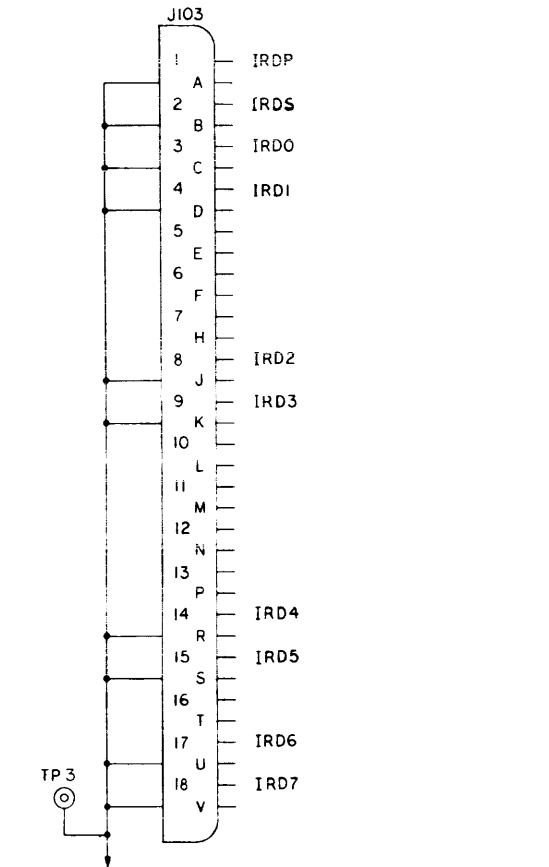 J103
1 IRDP
A
2 IRDS
B
3 IRD0
C
4 IRD1
D
5
E
6
F
7
H
8 IRD2
J
9 IRD3
K
10
L
11
M
12
N
13
P
14 IRD4
R
15 IRD5
S
16
T
17 IRD6
U
18 IRD7
TP 3
V